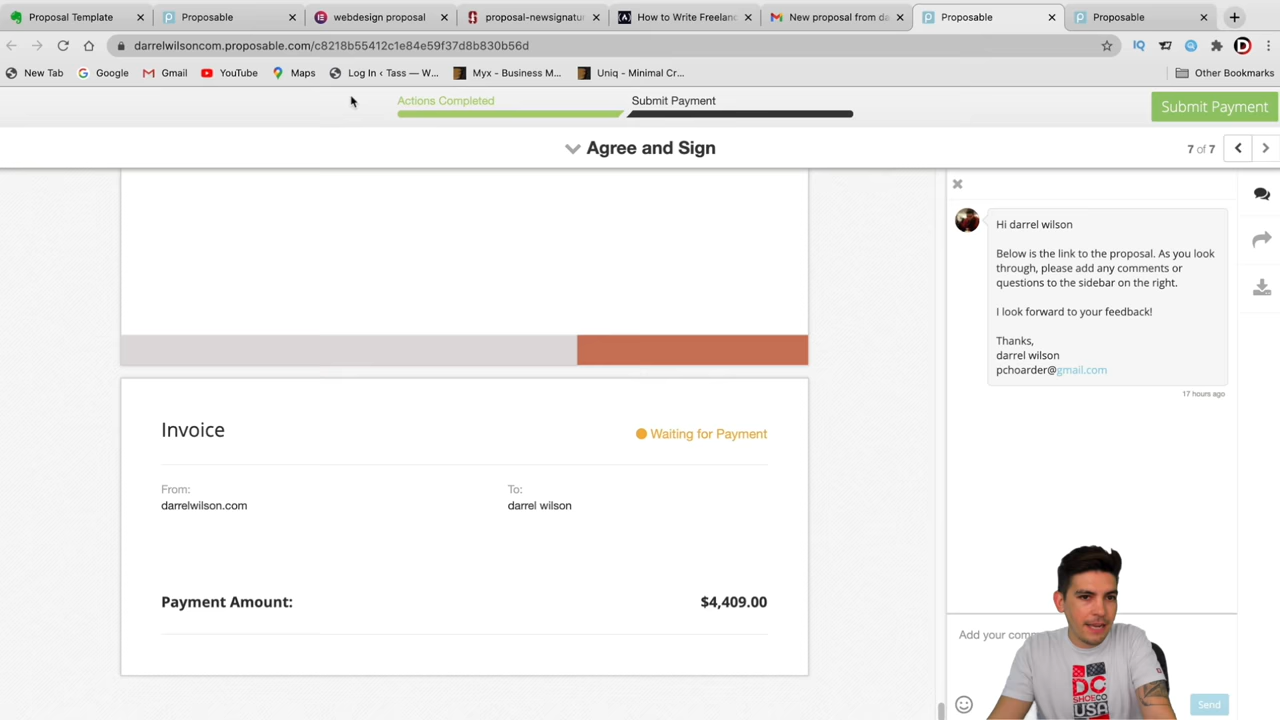 Proposal Template
Proposable
webdesign proposal
proposal-newsignatu
How to Write Freelanc
New proposal from da
Proposable
Proposable
darrelwilsoncom.proposable.com/c8218b55412c1e84e59f37d8b830b56d
New Tab
Google
Gmail
YouTube
Maps
Log In ‹ Tass — W...
Myx - Business M...
Uniq - Minimal Cr...
Other Bookmarks
Actions Completed
Submit Payment
Submit Payment
Agree and Sign
7 of 7
Hi darrel wilson
Below is the link to the proposal. As you look
through, please add any comments or
questions to the sidebar on the right.
I look forward to your feedback!
Thanks,
darrel wilson
pchoarder@gmail.com
17 hours ago
Invoice
Waiting for Payment
From:
To:
darrelwilson.com
darrel wilson
Payment Amount:
$4,409.00
Add your com
Send
DC
SHOECO
USA